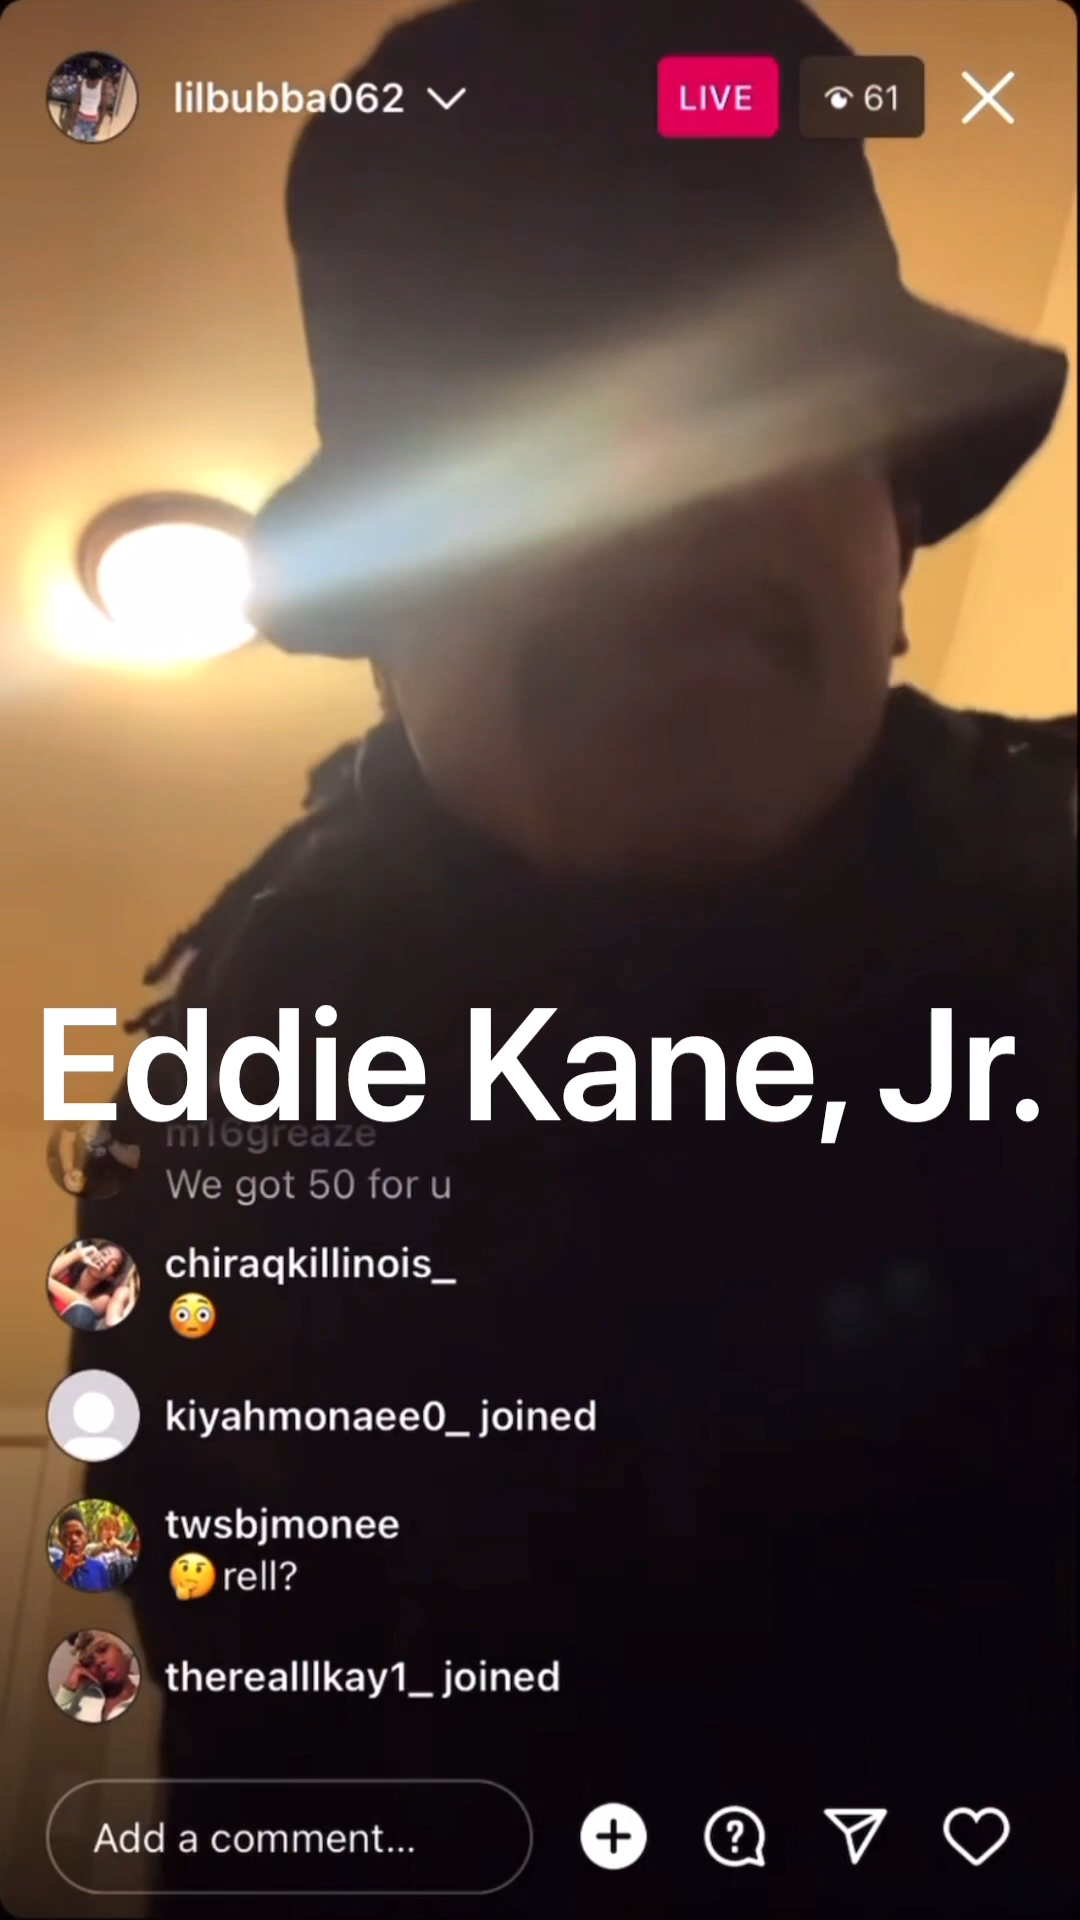 lilbubba062
LIVE
61
Eddie Kane, Jr.
m16greaze
We got 50 for u
chiraqkillinois_
😳
kiyahmonaee0_ joined
twsbjmonee
🤔rell?
therealllkay1_ joined
Add a comment...